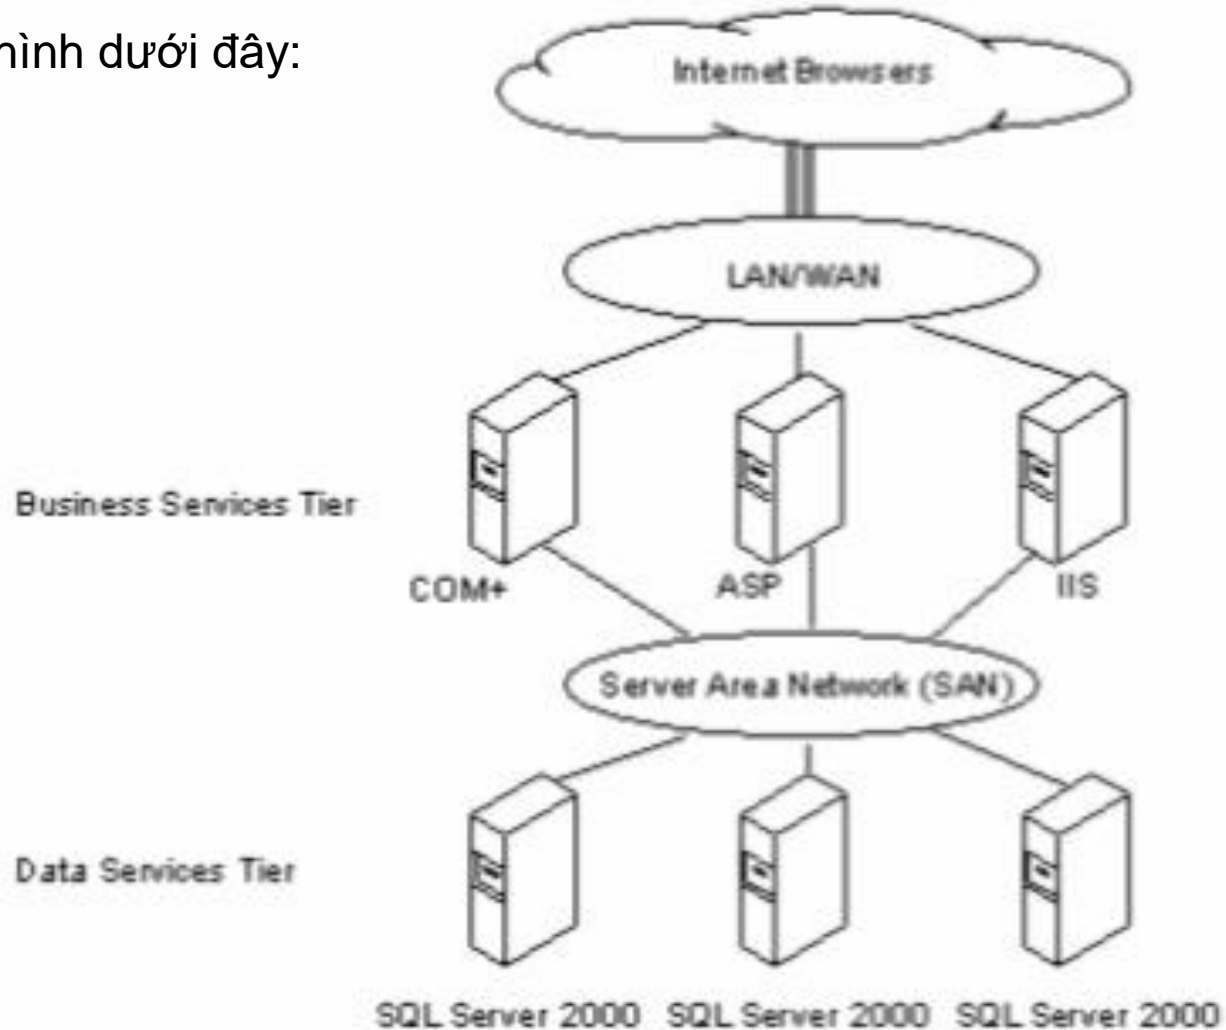 hình dưới đây:
Internet Browsers
LAN/WAN
Business Services Tier
COM+
ASP
IIS
Server Area Network (SAN)
Data Services Tier
SQL Server 2000 SQL Server 2000 SQL Server 2000